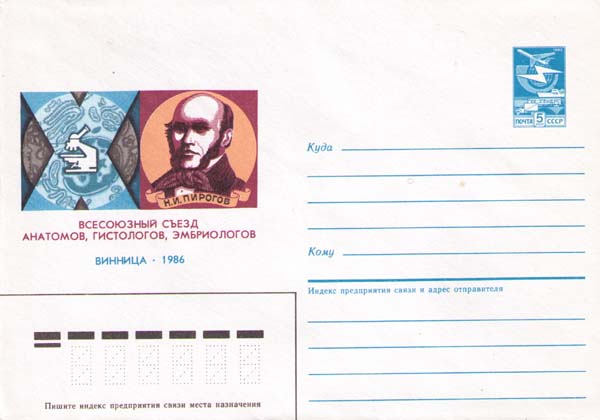 Н.И. ПИРОГОВ
ВСЕСОЮЗНЫЙ СЪЕЗД
АНАТОМОВ, ГИСТОЛОГОВ, ЭМБРИОЛОГОВ
ВИННИЦА · 1986
ПОЧТА 5 СССР
Куда
Кому
Индекс предприятия связи и адрес отправителя
Пишите индекс предприятия связи места назначения